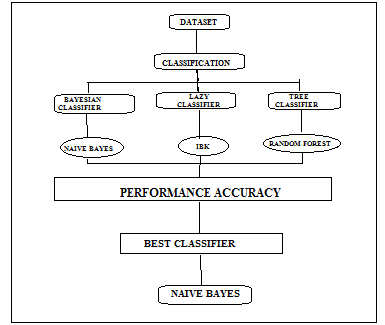 DATASET
CLASSIFICATION
BAYESIAN
CLASSIFIER
LAZY
CLASSIFIER
TREE
CLASSIFIER
NAIVE BAYES
IBK
RANDOM FOREST
PERFORMANCE ACCURACY
BEST CLASSIFIER
NAIVE BAYES